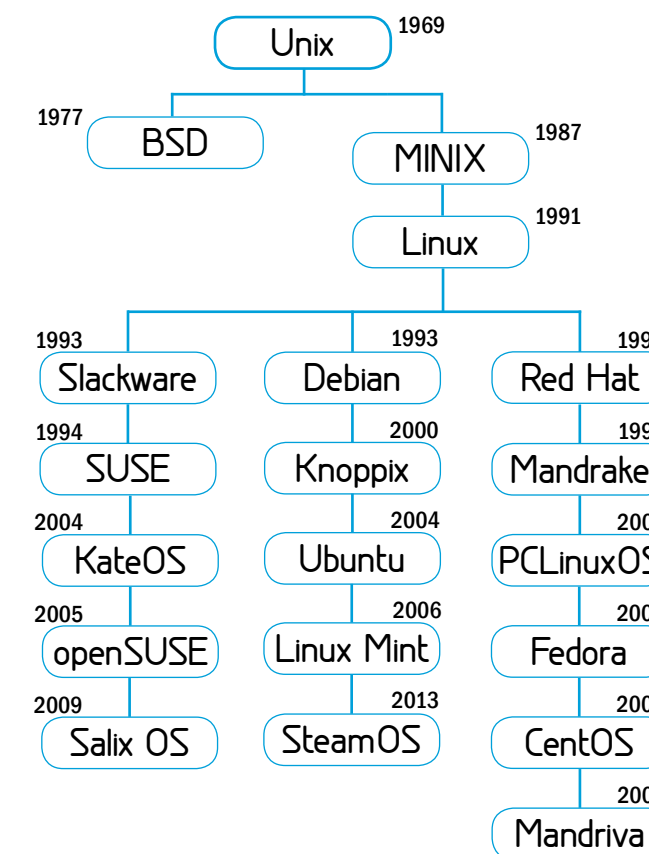 Unix
1969
1977
BSD
MINIX
1987
Linux
1991
1993
Slackware
1994
SUSE
2004
KateOS
2005
openSUSE
2009
Salix OS
1993
Debian
2000
Knoppix
2004
Ubuntu
2006
Linux Mint
2013
SteamOS
Red Hat
Mandrake
PCLinuxOS
Fedora
CentOS
Mandriva